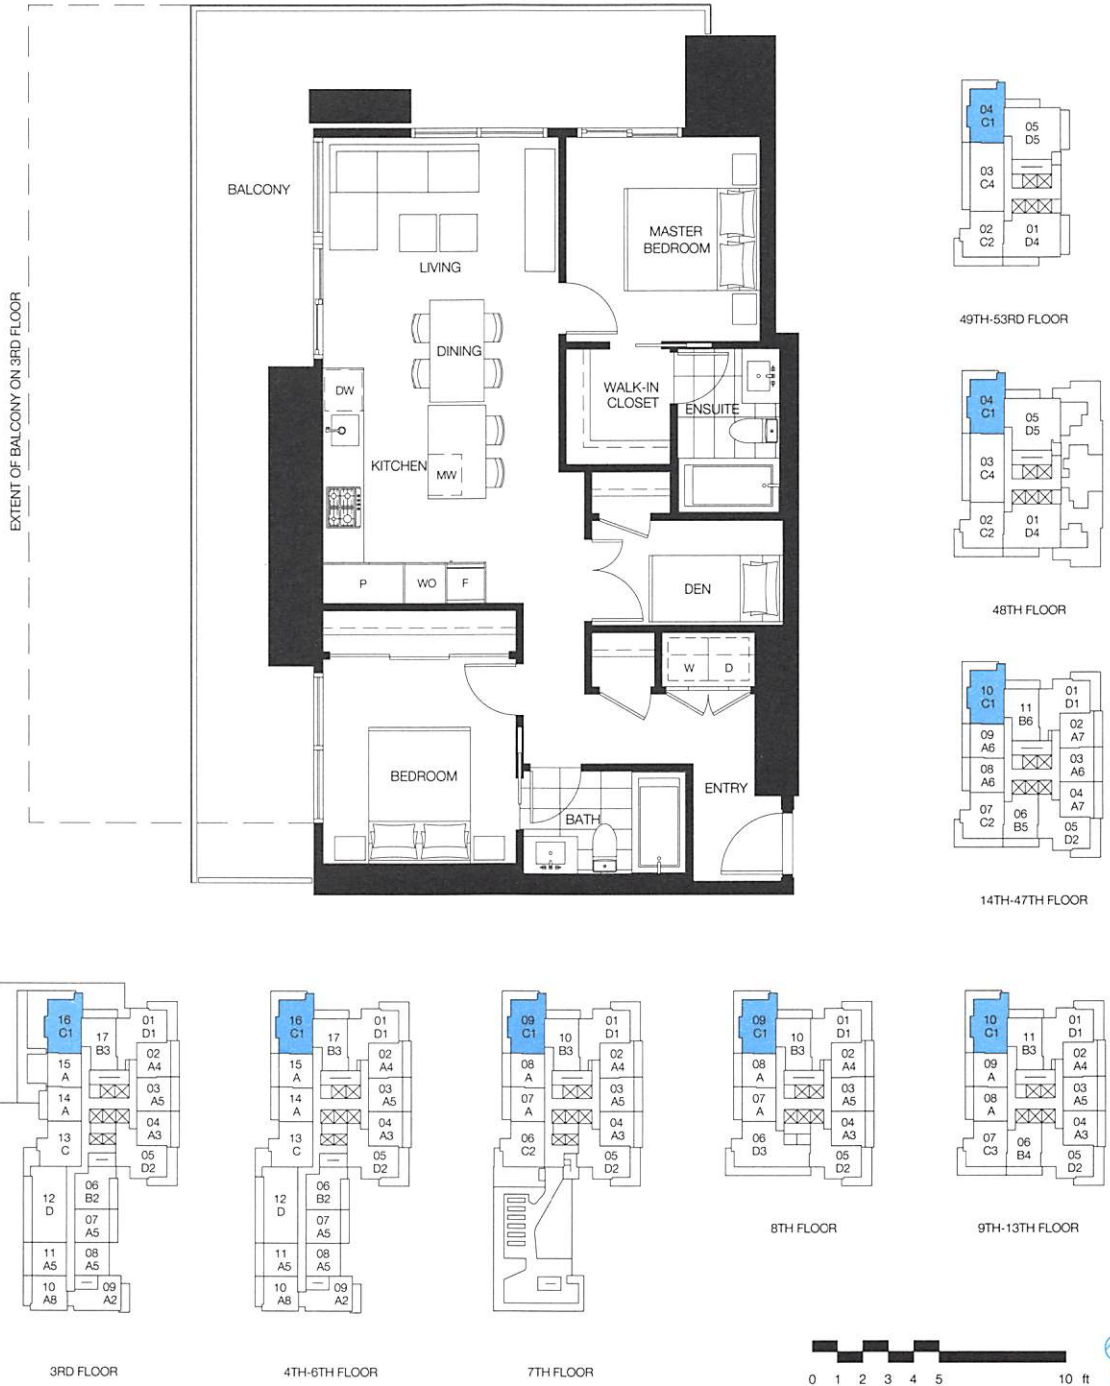 BALCONY
EXTENT OF BALCONY ON 3RD FLOOR
MASTER
BEDROOM
LIVING
DINING
WALK-IN
CLOSET
ENSUITE
DW
KITCHEN
MW
P
WO
F
DEN
W
D
BEDROOM
BATH
ENTRY
04
C1
05
D5
03
C4
02
C2
01
D4
49TH-53RD FLOOR
04
C1
05
D5
03
C4
02
C2
01
D4
48TH FLOOR
10
C1
11
B6
01
D1
09
A6
02
A7
08
A6
03
A6
07
C2
06
B5
04
A7
05
D2
14TH-47TH FLOOR
16
C1
17
B3
01
D1
15
A
02
A4
14
A
03
A5
13
C
04
A3
05
D2
12
D
06
B2
07
A5
11
A5
08
A5
10
A8
09
A2
3RD FLOOR
16
C1
17
B3
01
D1
15
A
02
A4
14
A
03
A5
13
C
04
A3
05
D2
12
D
06
B2
07
A5
11
A5
08
A5
10
A8
09
A2
4TH-6TH FLOOR
09
C1
10
B3
01
D1
08
A
02
A4
07
A
03
A5
06
C2
04
A3
05
D2
7TH FLOOR
09
C1
10
B3
01
D1
08
A
02
A4
07
A
03
A5
06
D3
04
A3
05
D2
8TH FLOOR
10
C1
11
B3
01
D1
09
A
02
A4
08
A
03
A5
07
C3
06
B4
04
A3
05
D2
9TH-13TH FLOOR
0 1 2 3 4 5 10 ft